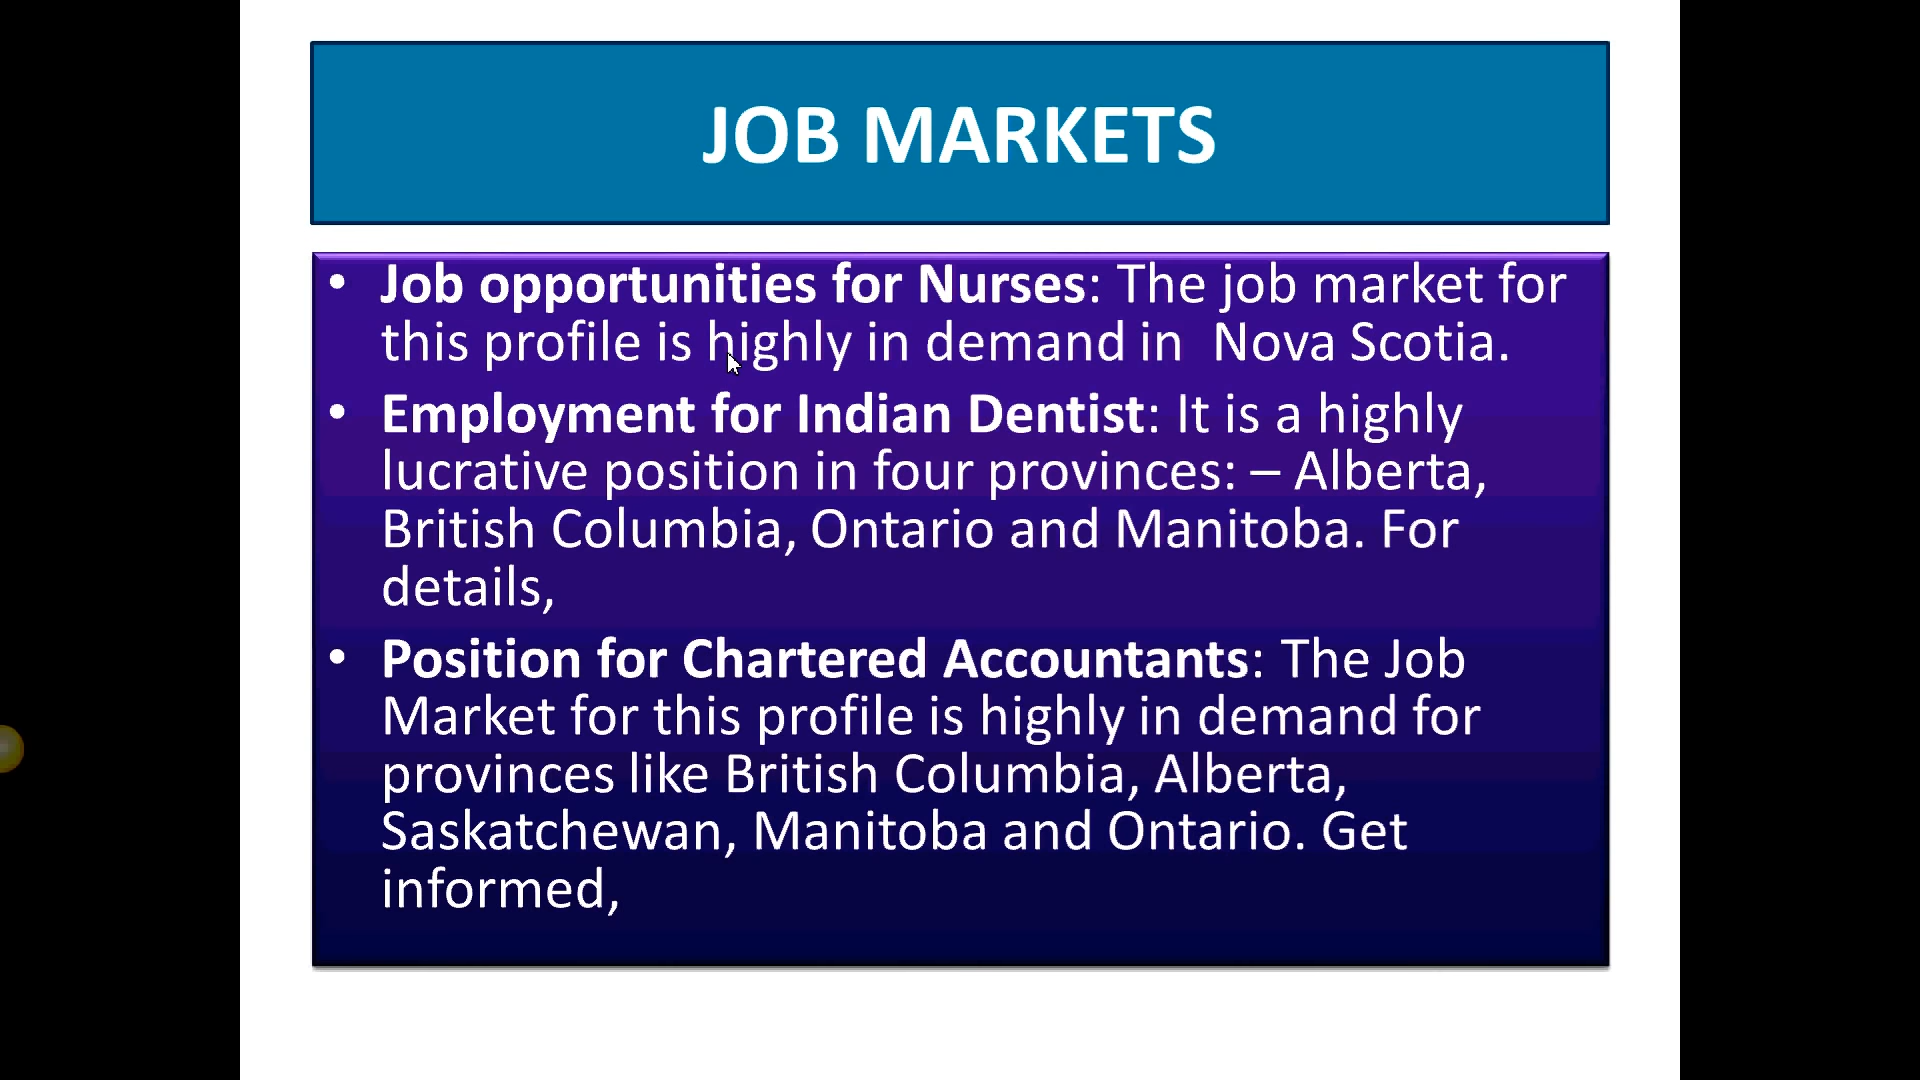 JOB MARKETS
• Job opportunities for Nurses: The job market for
this profile is highly in demand in  Nova Scotia.
• Employment for Indian Dentist: It is a highly
lucrative position in four provinces: – Alberta,
British Columbia, Ontario and Manitoba. For
details,
• Position for Chartered Accountants: The Job
Market for this profile is highly in demand for
provinces like British Columbia, Alberta,
Saskatchewan, Manitoba and Ontario. Get
informed,